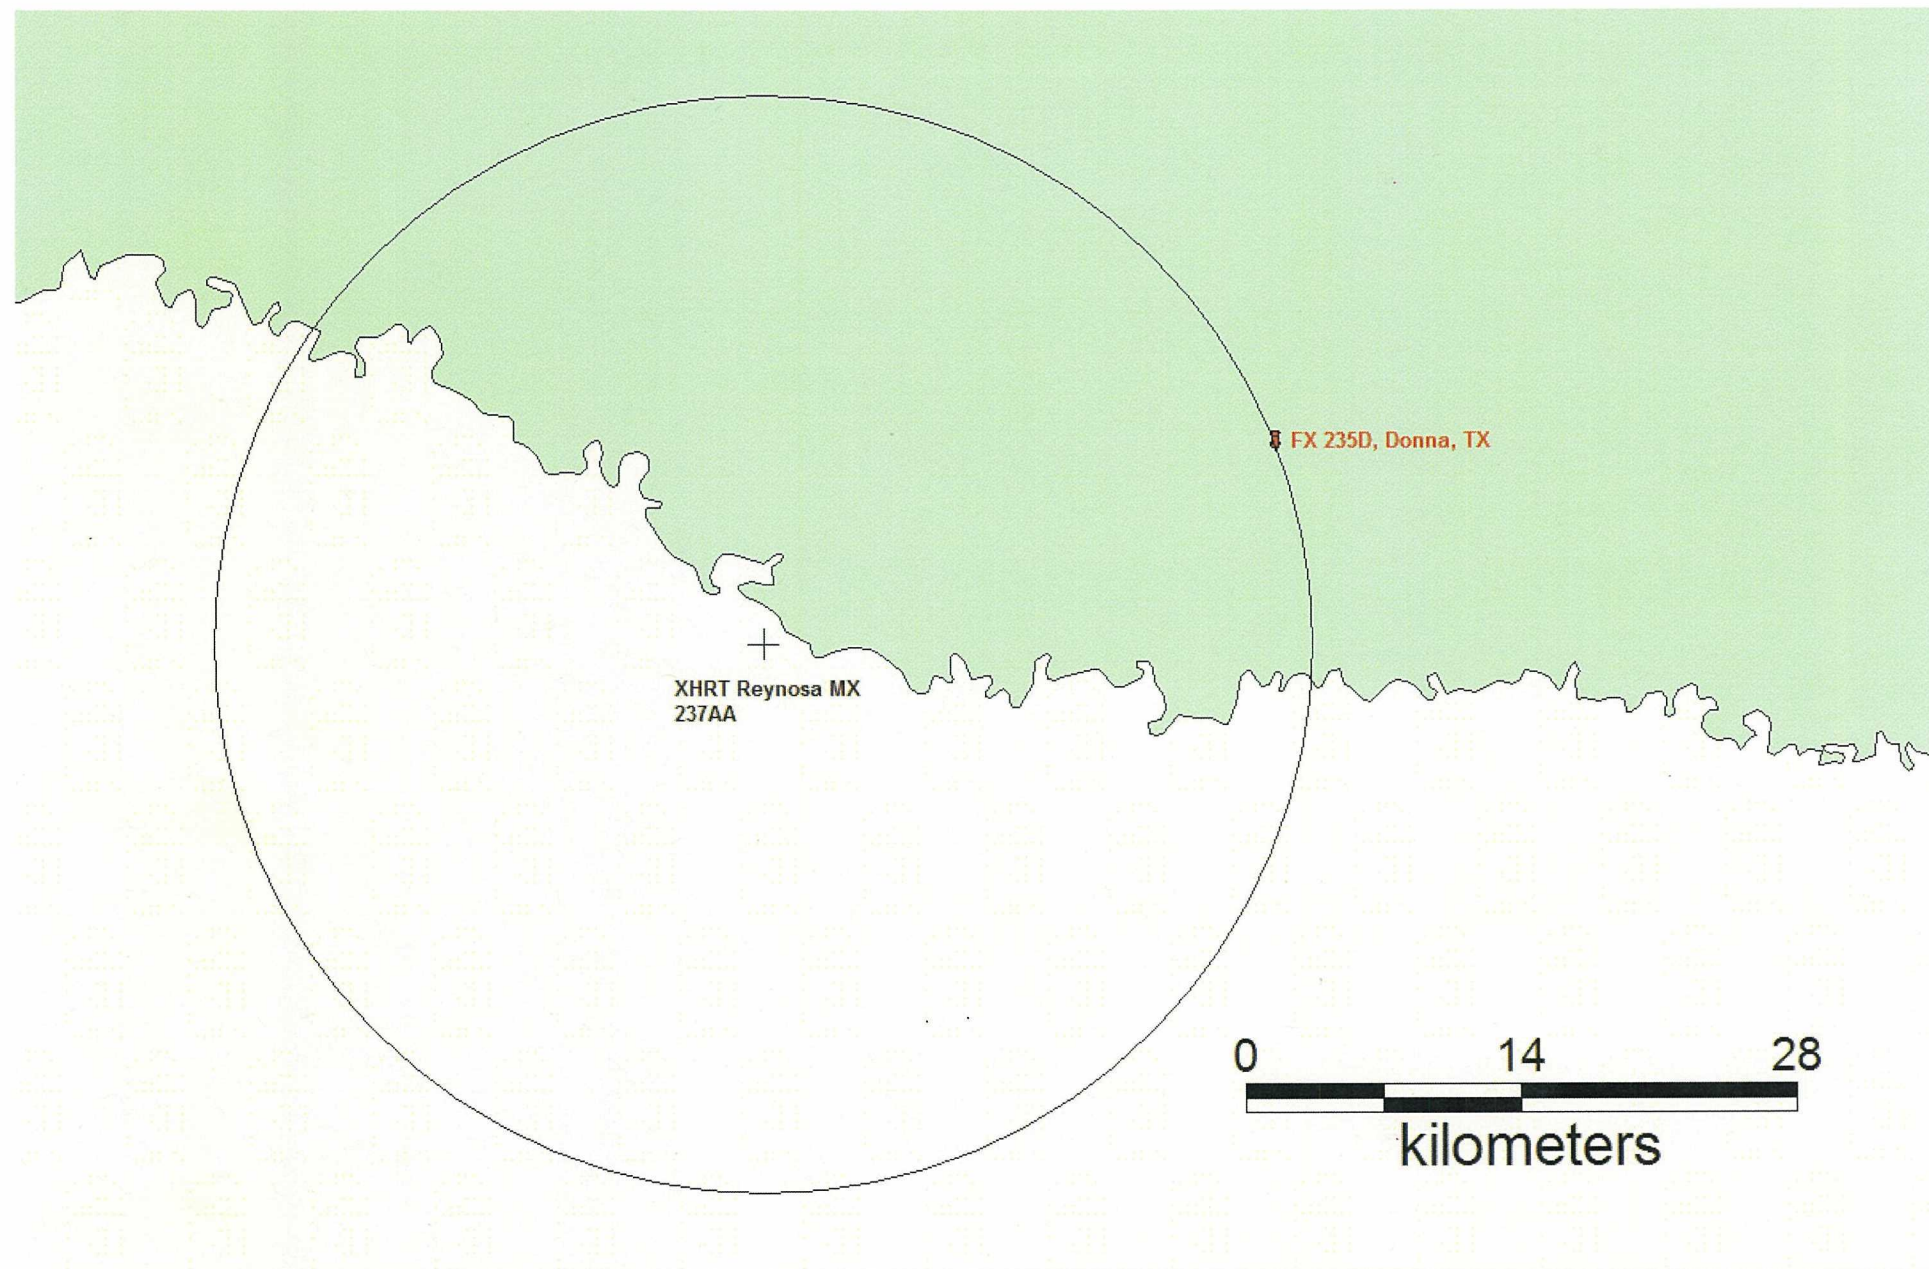 FX 235D, Donna, TX
XHRT Reynosa MX
237AA
0 14 28
kilometers